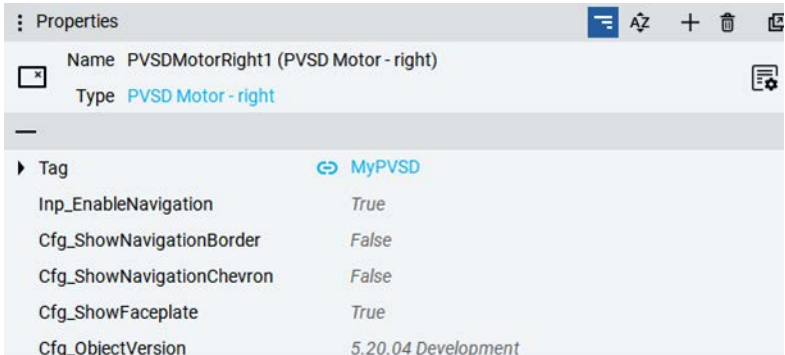 Properties
Name PVSDMotorRight1 (PVSD Motor - right)
Type PVSD Motor - right
Tag MyPVSD
Inp_EnableNavigation True
Cfg_ShowNavigationBorder False
Cfg_ShowNavigationChevron False
Cfg_ShowFaceplate True
Cfg_ObjectVersion 5.20.04 Development